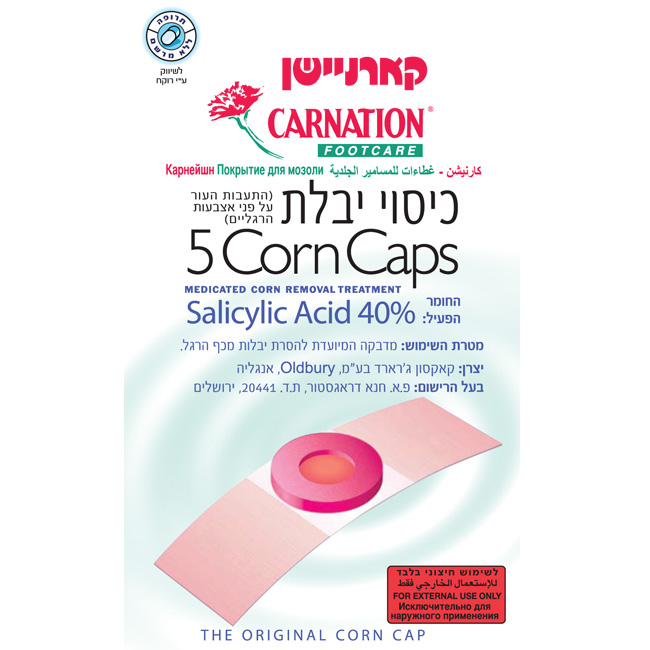 תרופה
ללא מרשם
לשיווק
ע״י רוקח
קארניישן
CARNATION®
FOOTCARE
Карнейшн Покрытие для мозоли كارنيشن - غطاءات للمسامير الجلدية
כיסוי יבלת (התעבות העור
על פני אצבעות
הרגליים)
5 Corn Caps
MEDICATED CORN REMOVAL TREATMENT
החומר
הפעיל: Salicylic Acid 40%
מטרת השימוש: מדבקה המיועדת להסרת יבלות מכף הרגל.
יצרן: קאקסון ג'רארד בע״מ, Oldbury, אנגליה
בעל הרישום: פ.א. חנא דראגסטור, ת.ד. 20441, ירושלים
לשימוש חיצוני בלבד
للإستعمال الخارجي فقط
FOR EXTERNAL USE ONLY
Исключительно для
наружного применения
THE ORIGINAL CORN CAP